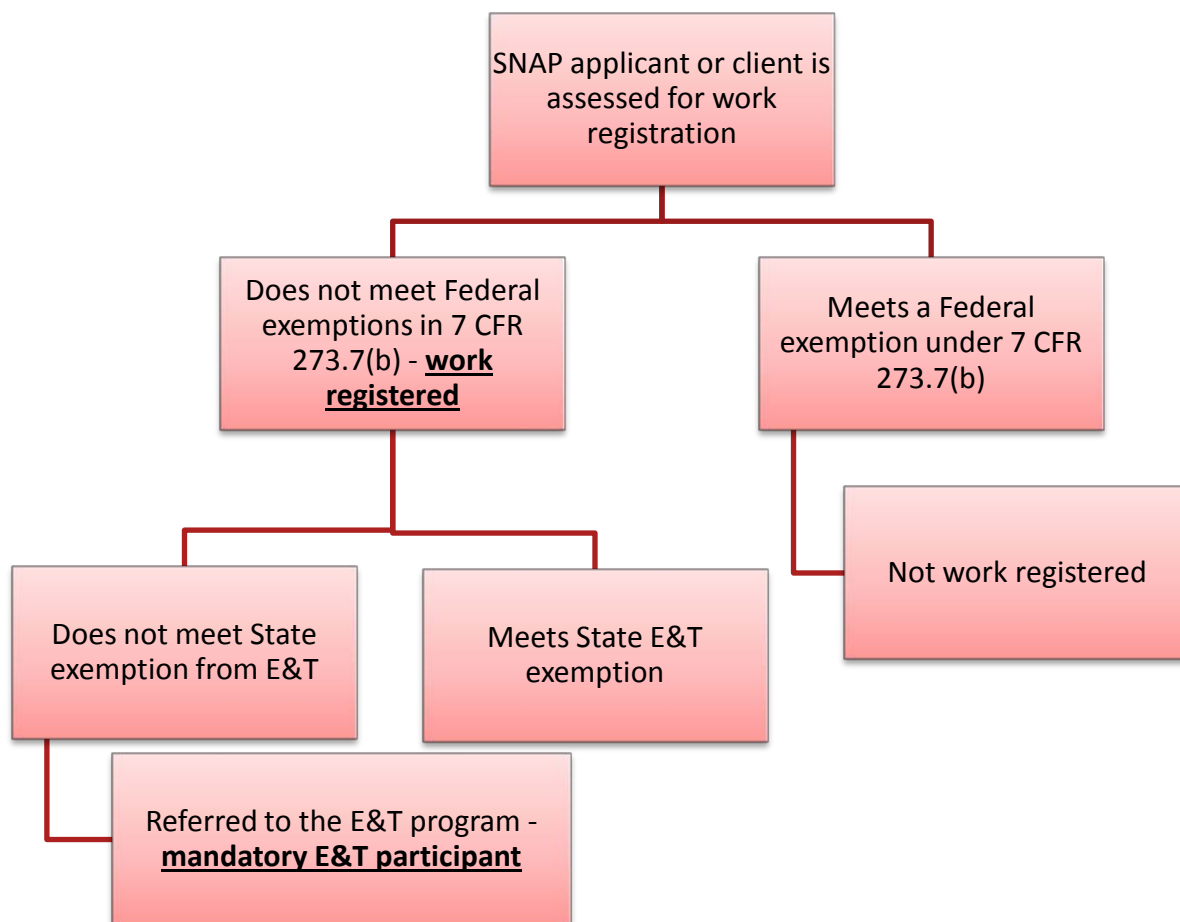 SNAP applicant or client is
assessed for work
registration
Does not meet Federal
exemptions in 7 CFR
273.7(b) - work
registered
Meets a Federal
exemption under 7 CFR
273.7(b)
Not work registered
Does not meet State
exemption from E&T
Meets State E&T
exemption
Referred to the E&T program -
mandatory E&T participant